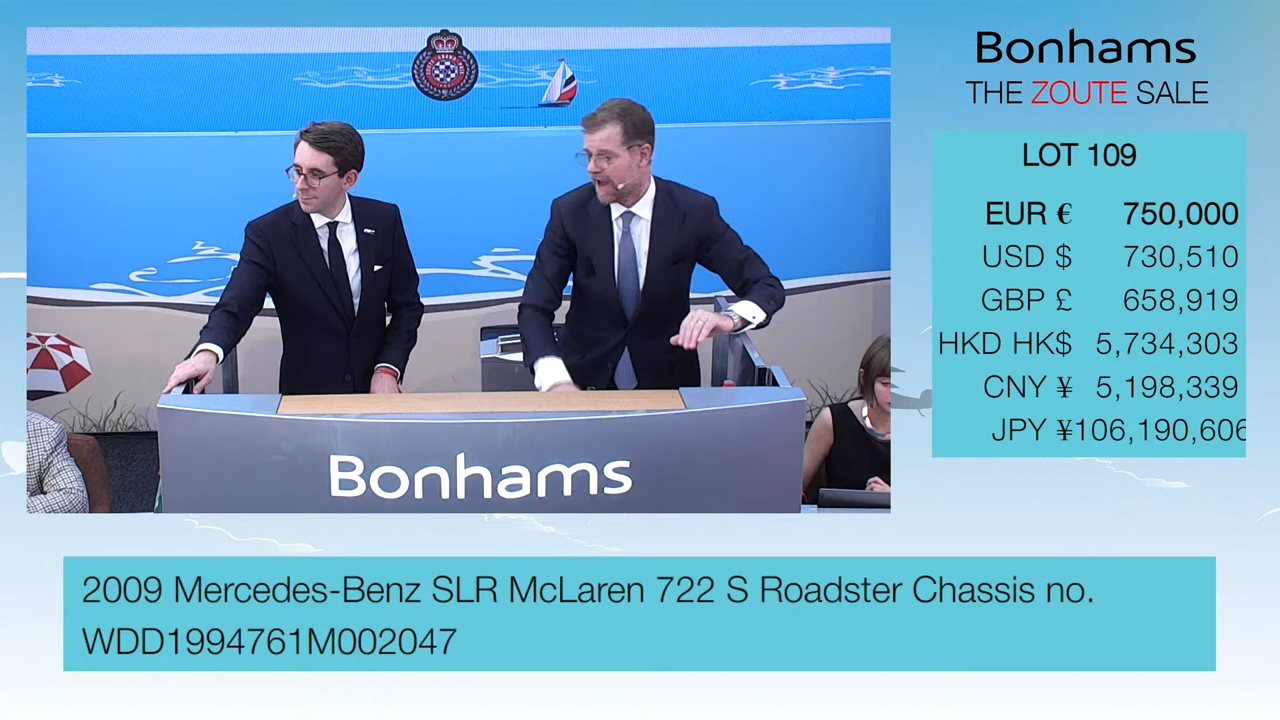 Bonhams
THE ZOUTE SALE
LOT 109
EUR € 750,000
USD $ 730,510
GBP £ 658,919
HKD HK$ 5,734,303
CNY ¥ 5,198,339
JPY ¥106,190,606
Bonhams
2009 Mercedes-Benz SLR McLaren 722 S Roadster Chassis no.
WDD1994761M002047